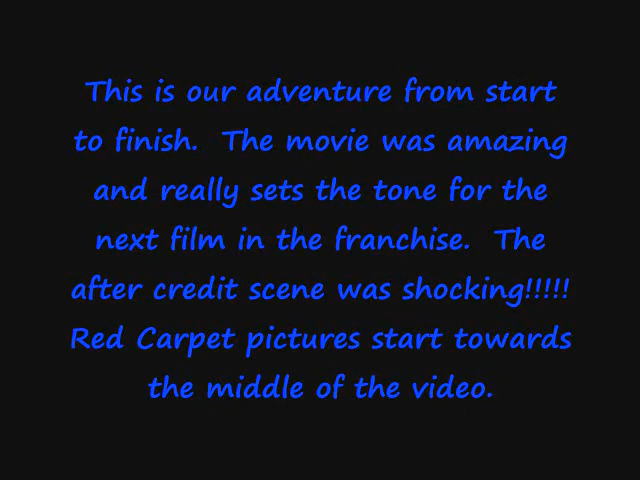 This is our adventure from start
to finish.  The movie was amazing
and really sets the tone for the
next film in the franchise.  The
after credit scene was shocking!!!!!
Red Carpet pictures start towards
the middle of the video.